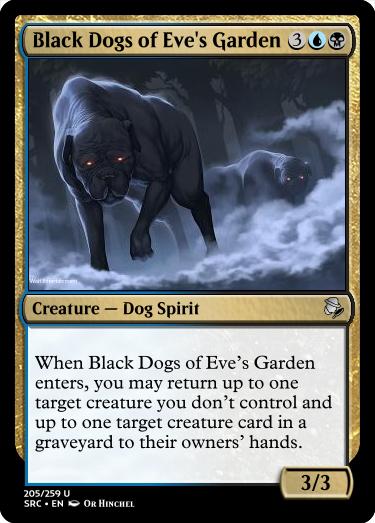 Black Dogs of Eve's Garden 3
Creature — Dog Spirit
When Black Dogs of Eve's Garden
enters, you may return up to one
target creature you don't control and
up to one target creature card in a
graveyard to their owners' hands.
3/3
205/259 U
SRC • EN Or Hinchel